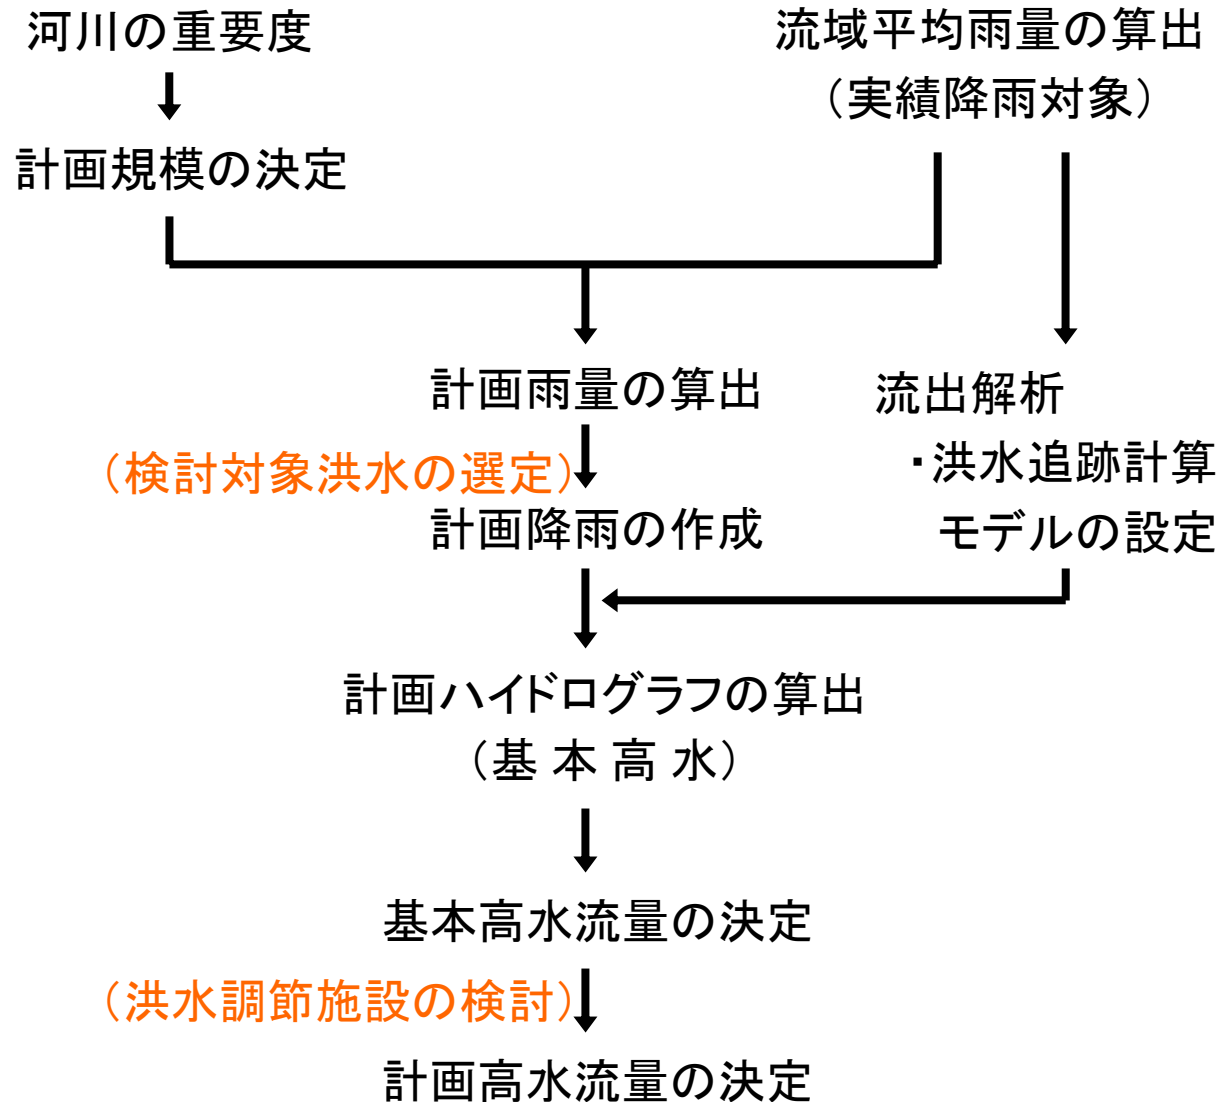 河川の重要度
流域平均雨量の算出
（実績降雨対象）
計画規模の決定
計画雨量の算出
流出解析
・洪水追跡計算
モデルの設定
（検討対象洪水の選定）
計画降雨の作成
計画ハイドログラフの算出
（基 本 高 水）
基本高水流量の決定
（洪水調節施設の検討）
計画高水流量の決定